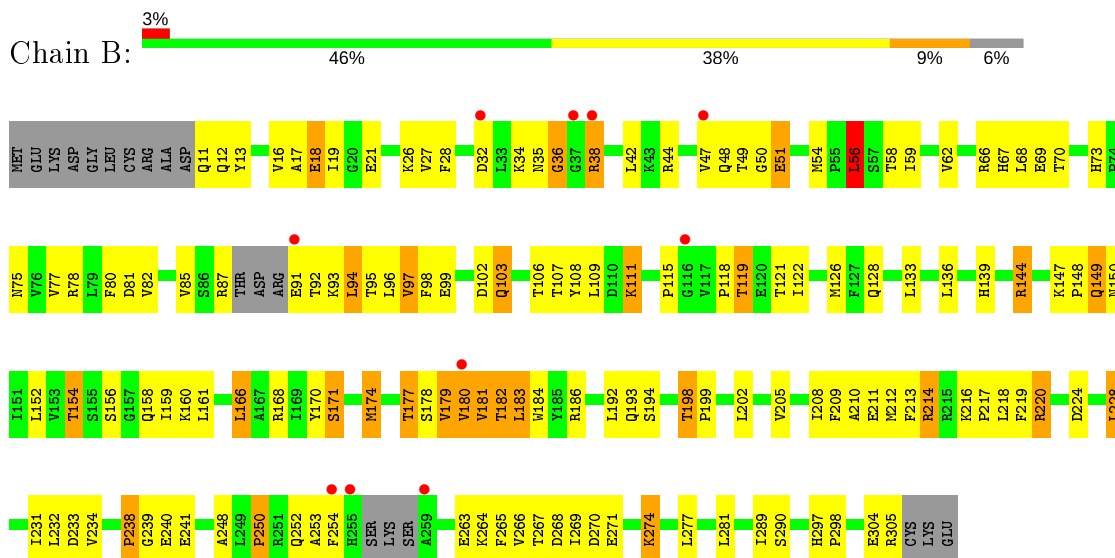 3%
Chain B:
46% 38% 9% 6%
MET GLU LYS ASP GLY LEU CYS ARG ALA ASP Q11 Q12 Y13 V16 A17 E18 I19 G20 E21 K26 V27 F28 D32 L33 K34 N35 G36 G37 R38 L42 K43 R44 V47 Q48 T49 G50 E51 M54 P55 L56 S57 T58 I59 V62 R66 H67 L68 E69 T70 H73
N75 V76 V77 R78 L79 F80 D81 V82 V85 S86 R87 THR ASP ARG E91 T92 K93 L94 T95 L96 V97 F98 E99 D102 Q103 T106 T107 Y108 L109 D110 K111 P115 G116 V117 P118 T119 E120 T121 I122 M126 F127 Q128 L133 L136 H139 R144 K147 P148 Q149
I151 L152 V153 T154 S155 S156 G157 Q158 I159 K160 L161 L166 A167 R168 I169 Y170 S171 M174 T177 S178 V179 V180 V181 T182 L183 W184 Y185 R186 L192 Q193 S194 T198 P199 L202 V205 I208 F209 A210 E211 M212 F213 R214 R215 K216 P217 L218 F219 R220 D224
I231 L232 D233 V234 P238 G239 E240 E241 A248 L249 P250 R251 Q252 A253 F254 H255 SER LYS SER A259 E263 K264 F265 V266 T267 D268 I269 D270 E271 K274 L277 L281 I289 S290 H297 P298 E304 R305 CYS LYS GLU